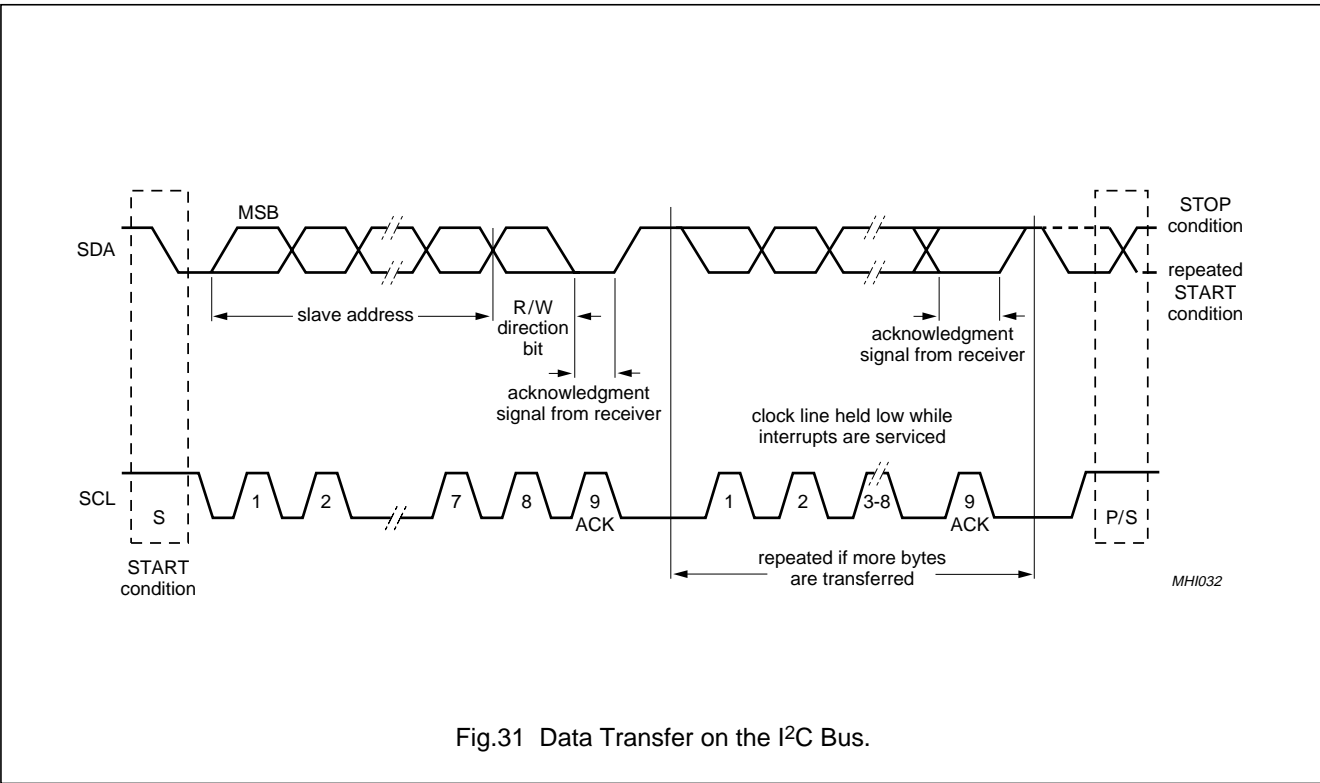 MSB
SDA
STOP
condition
repeated
START
condition
slave address
R/W
direction
bit
acknowledgment
signal from receiver
acknowledgment
signal from receiver
clock line held low while
interrupts are serviced
SCL
S
1
2
7
8
9
ACK
1
2
3-8
9
ACK
P/S
START
condition
repeated if more bytes
are transferred
MHI032
Fig.31 Data Transfer on the I2C Bus.